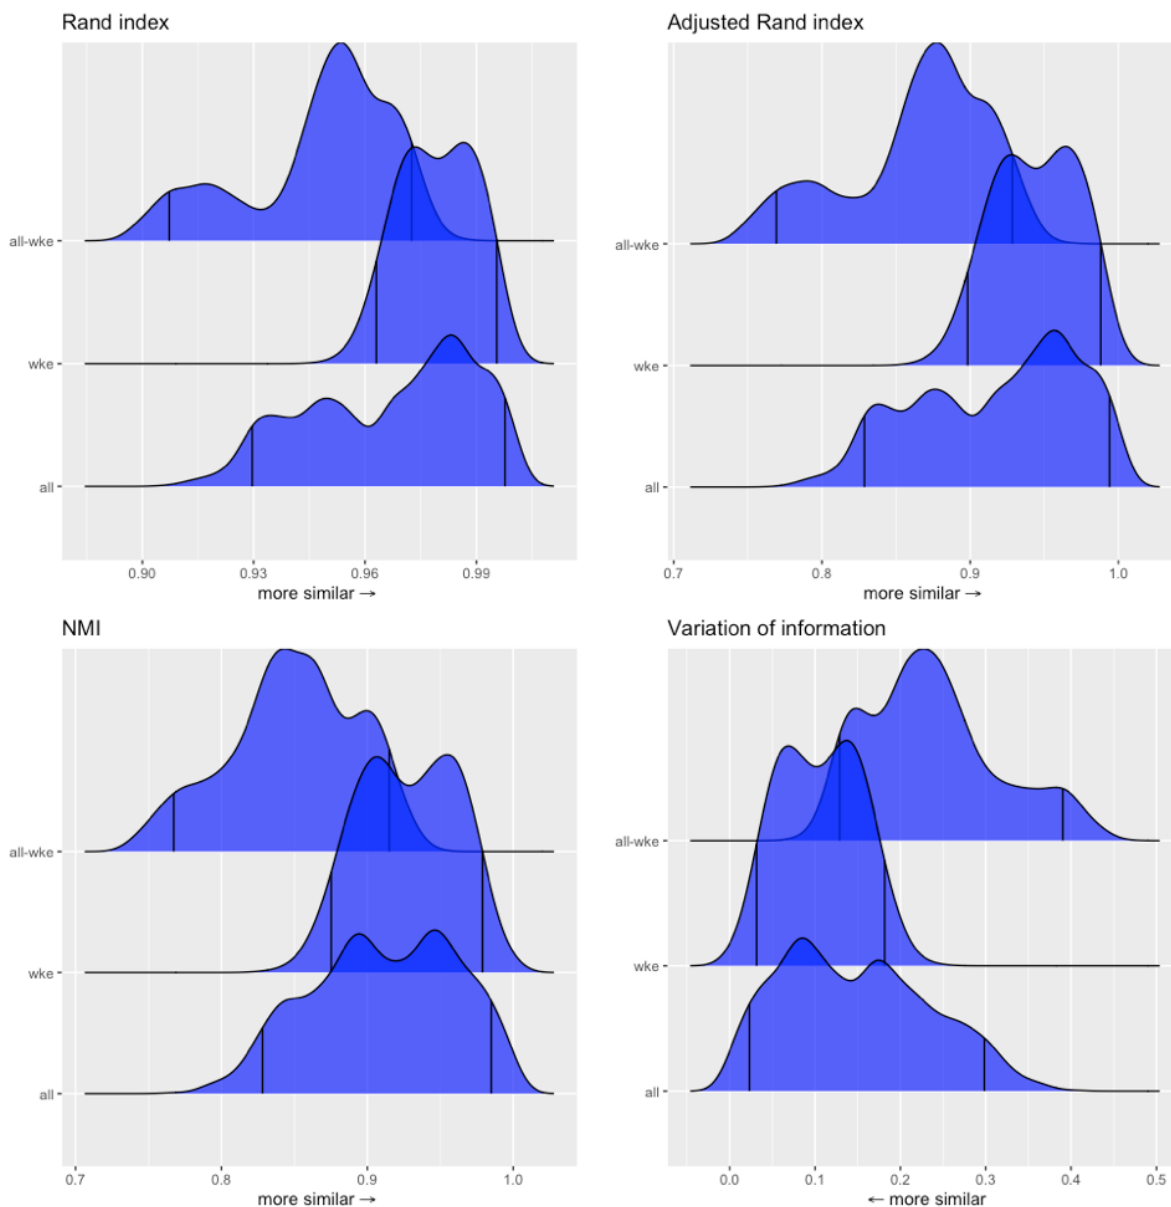 Rand index
Adjusted Rand index
all-wke
wke
all
0.90 0.93 0.96 0.99
more similar →
all-wke
wke
all
0.7 0.8 0.9 1.0
more similar →
NMI
Variation of information
all-wke
wke
all
0.7 0.8 0.9 1.0
more similar →
all-wke
wke
all
0.0 0.1 0.2 0.3 0.4 0.5
← more similar